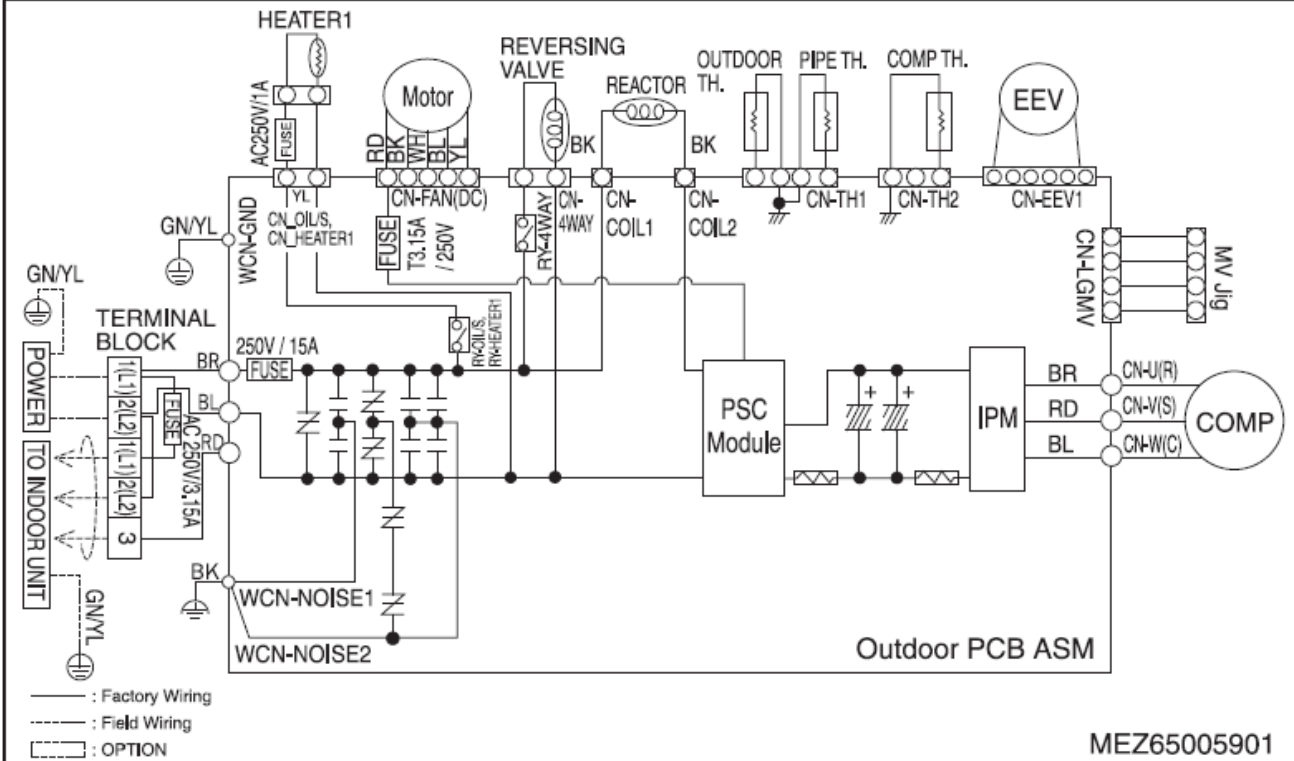 HEATER1
AC250V/1A
FUSE
Motor
RD
BK
WH
BL
YL
REVERSING
VALVE
BK
REACTOR
BK
OUTDOOR
TH.
PIPE TH.
COMP TH.
EEV
YL
CN_OIL/S,
CN_HEATER1
CN-FAN(DC)
FUSE
T3.15A
/ 250V
RY-4WAY
CN-
4WAY
CN-
COIL1
CN-
COIL2
CN-TH1
CN-TH2
CN-EEV1
GN/YL
WCN-GND
GN/YL
CN-LGMV
MV Jig
TERMINAL
BLOCK
POWER
TO INDOOR UNIT
1(L1)
2(L2)
1(L1)
2(L2)
3
FUSE
AC 250V/3.15A
BR
BL
RD
250V / 15A
FUSE
RY-OIL/S,
RY-HEATER1
PSC
Module
+
+
IPM
BR
RD
BL
CN-U(R)
CN-V(S)
CN-W(C)
COMP
BK
WCN-NOISE1
WCN-NOISE2
GN/YL
Outdoor PCB ASM
: Factory Wiring
: Field Wiring
: OPTION
MEZ65005901